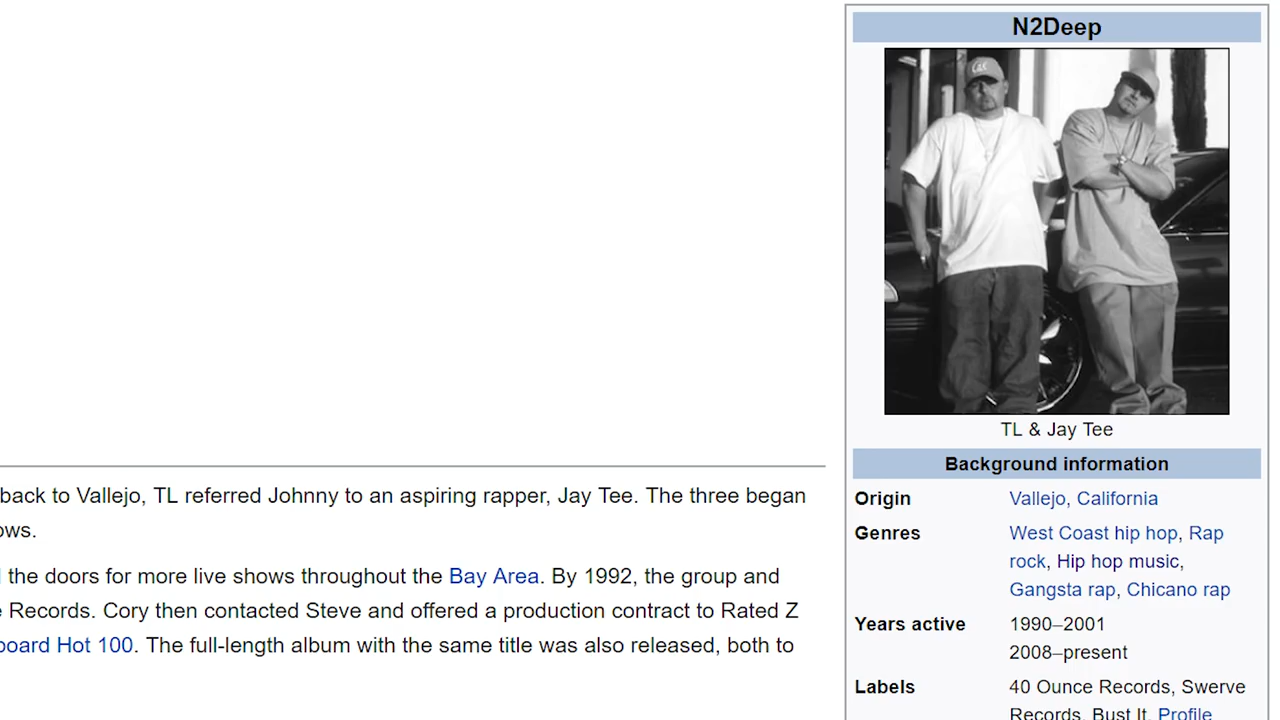 N2Deep
Cal
TL & Jay Tee
Background information
Origin Vallejo, California
Genres West Coast hip hop, Rap
rock, Hip hop music,
Gangsta rap, Chicano rap
Years active 1990–2001
2008–present
Labels 40 Ounce Records, Swerve
Records, Bust It, Profile
back to Vallejo, TL referred Johnny to an aspiring rapper, Jay Tee. The three began
ows.
the doors for more live shows throughout the Bay Area. By 1992, the group and
e Records. Cory then contacted Steve and offered a production contract to Rated Z
board Hot 100. The full-length album with the same title was also released, both to